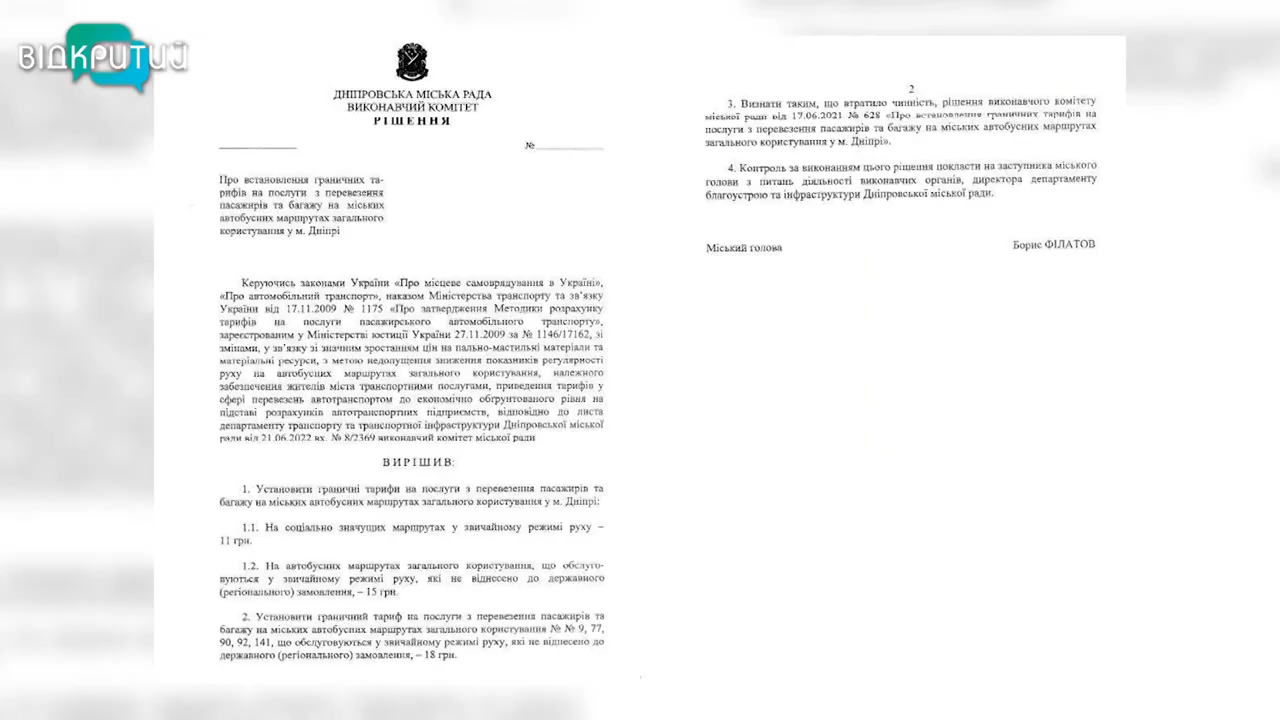 ВІДКРИТИЙ
ДНІПРОВСЬКА МІСЬКА РАДА
ВИКОНАВЧИЙ КОМІТЕТ
РІШЕННЯ
№
Про встановлення граничних та-
рифів на послуги з перевезення
пасажирів та багажу на міських
автобусних маршрутах загального
користування у м. Дніпрі
Керуючись законами України «Про місцеве самоврядування в Україні»,
«Про автомобільний транспорт», наказом Міністерства транспорту та зв’язку
України від 17.11.2009 № 1175 «Про затвердження Методики розрахунку
тарифів на послуги пасажирського автомобільного транспорту»,
зареєстрованим у Міністерстві юстиції України 27.11.2009 за № 1146/17162, зі
змінами, у зв’язку зі значним зростанням цін на пально-мастильні матеріали та
матеріальні ресурси, з метою недопущення зниження показників регулярності
руху на автобусних маршрутах загального користування, належного
забезпечення жителів міста транспортними послугами, приведення тарифів у
сфері перевезень автотранспортом до економічно обґрунтованого рівня на
підставі розрахунків автотранспортних підприємств, відповідно до листа
департаменту транспорту та транспортної інфраструктури Дніпровської міської
ради від 21.06.2022 вх. № 8/2369 виконавчий комітет міської ради
ВИРІШИВ:
1. Установити граничні тарифи на послуги з перевезення пасажирів та
багажу на міських автобусних маршрутах загального користування у м. Дніпрі:
1.1. На соціально значущих маршрутах у звичайному режимі руху –
11 грн.
1.2. На автобусних маршрутах загального користування, що обслуго-
вуються у звичайному режимі руху, які не віднесено до державного
(регіонального) замовлення, – 15 грн.
2. Установити граничний тариф на послуги з перевезення пасажирів та
багажу на міських автобусних маршрутах загального користування № № 9, 77,
90, 92, 141, що обслуговуються у звичайному режимі руху, які не віднесено до
державного (регіонального) замовлення, – 18 грн.
2
3. Визнати таким, що втратило чинність, рішення виконавчого комітету
міської ради від 17.06.2021 № 628 «Про встановлення граничних тарифів на
послуги з перевезення пасажирів та багажу на міських автобусних маршрутах
загального користування у м. Дніпрі».
4. Контроль за виконанням цього рішення покласти на заступника міського
голови з питань діяльності виконавчих органів, директора департаменту
благоустрою та інфраструктури Дніпровської міської ради.
Міський голова Борис ФІЛАТОВ